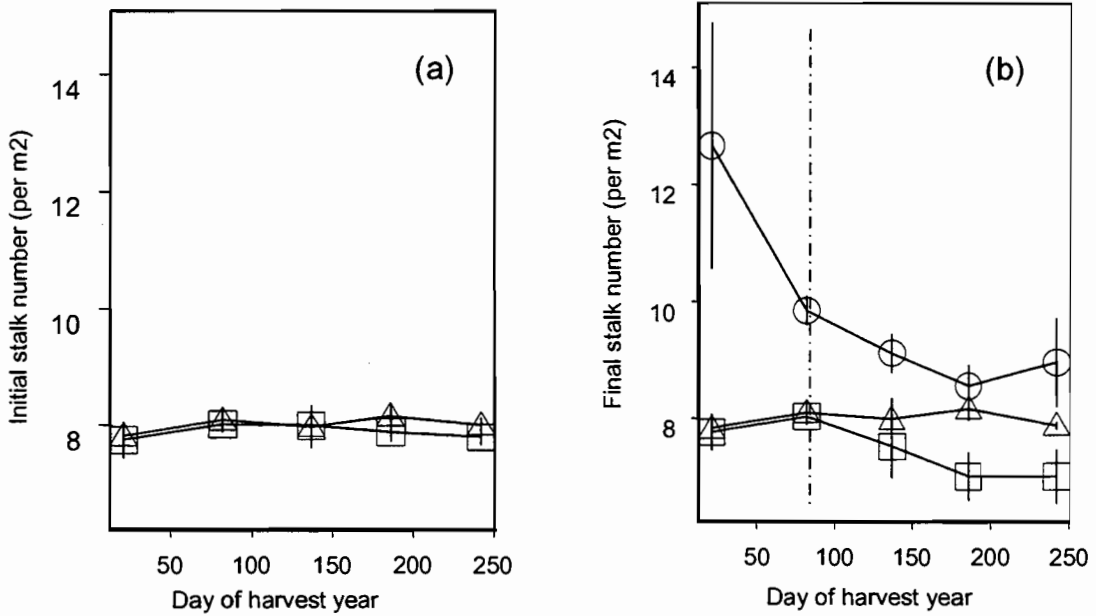 (a)
14
12
10
8
Initial stalk number (per m2)
50 100 150 200 250
Day of harvest year
(b)
14
12
10
8
Final stalk number (per m2)
50 100 150 200 250
Day of harvest year